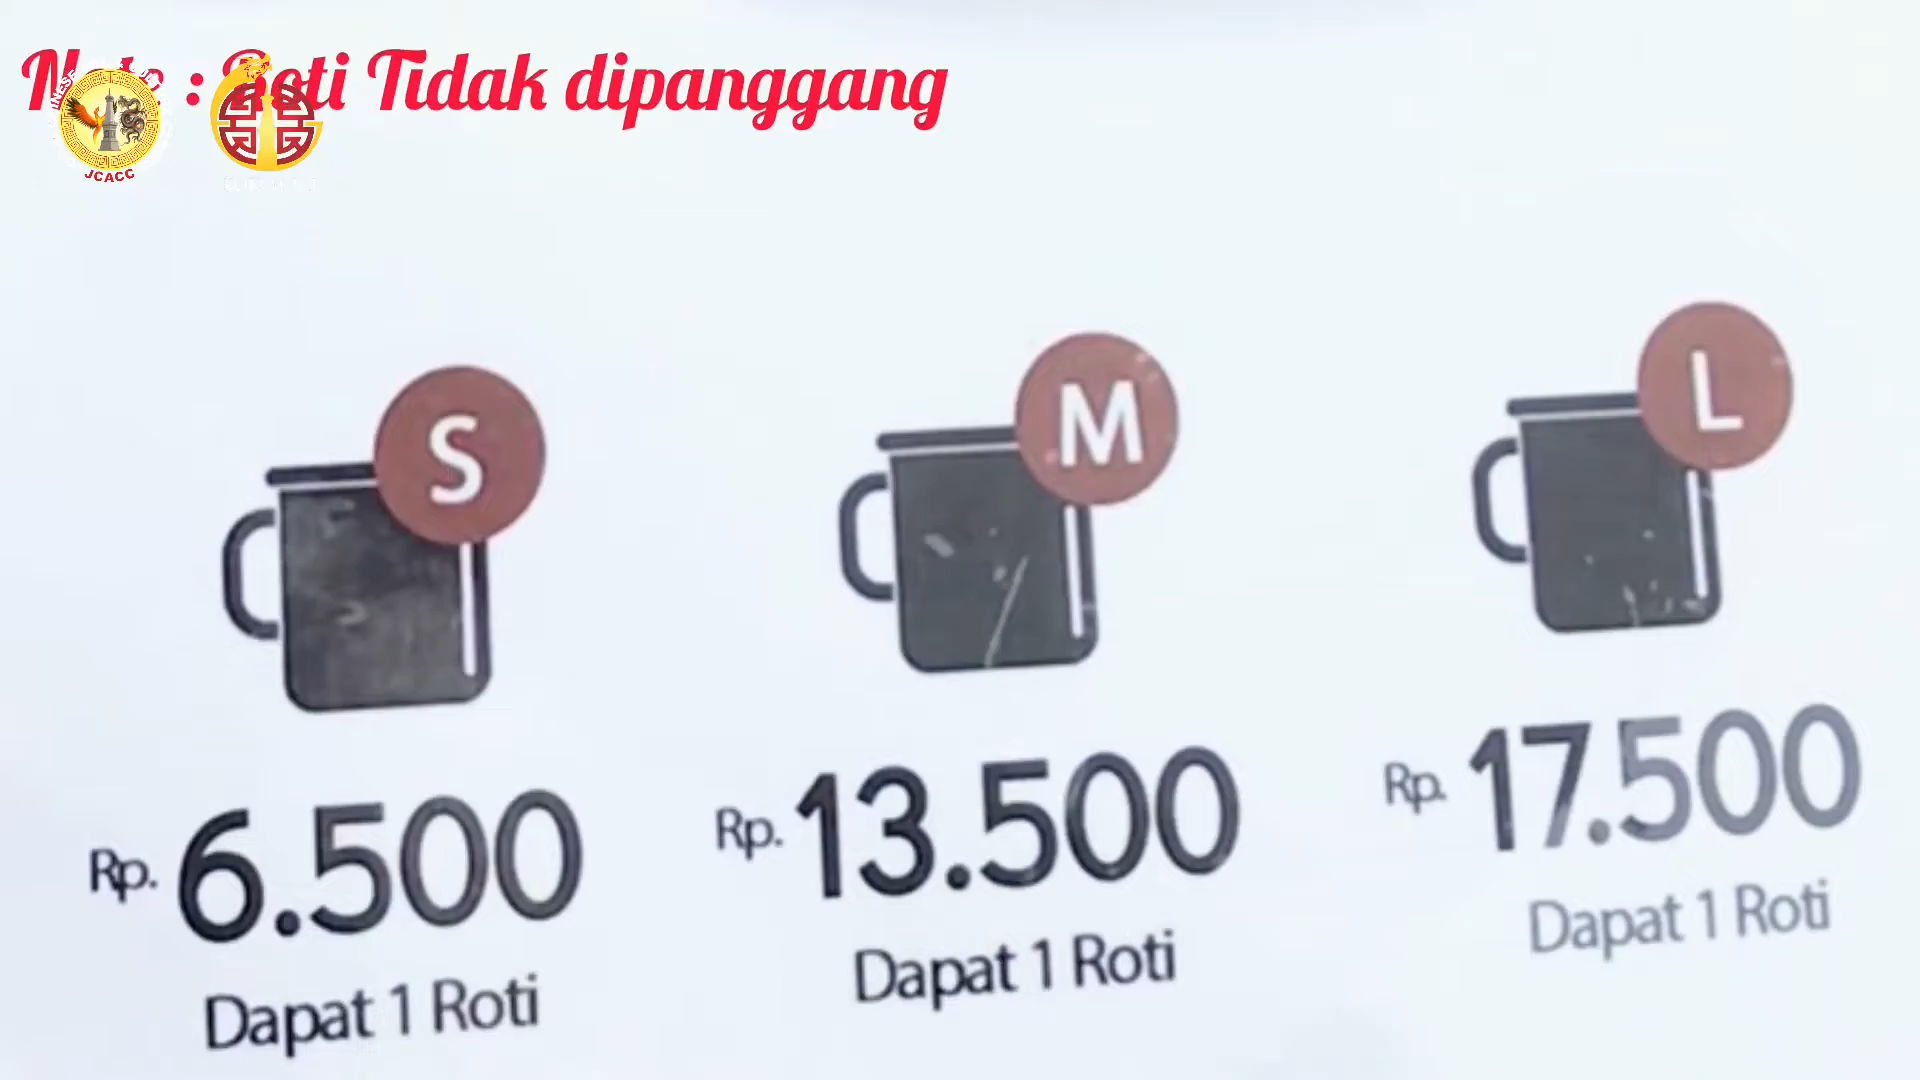 : Roti Tidak dipanggang
JCACC
S
M
L
Rp. 6.500
Rp. 13.500
Rp. 17.500
Dapat 1 Roti
Dapat 1 Roti
Dapat 1 Roti